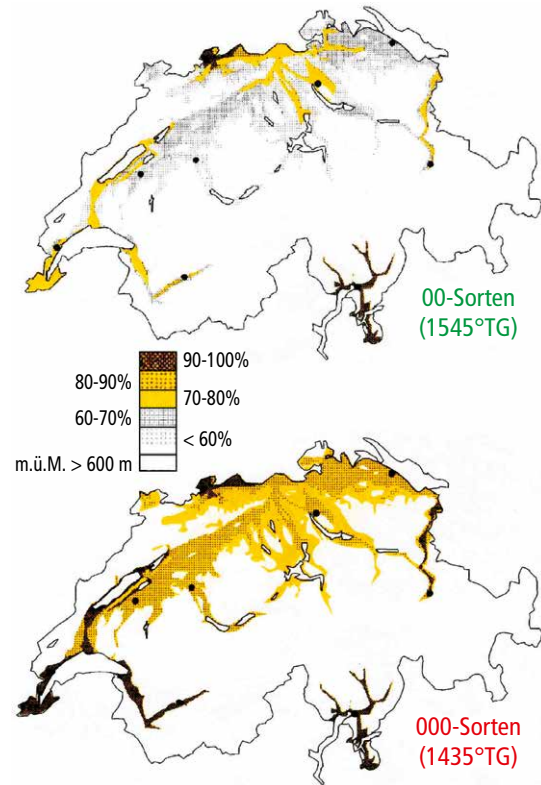 00-Sorten
(1545°TG)
90-100%
80-90%
70-80%
60-70%
< 60%
m.ü.M. > 600 m
000-Sorten
(1435°TG)